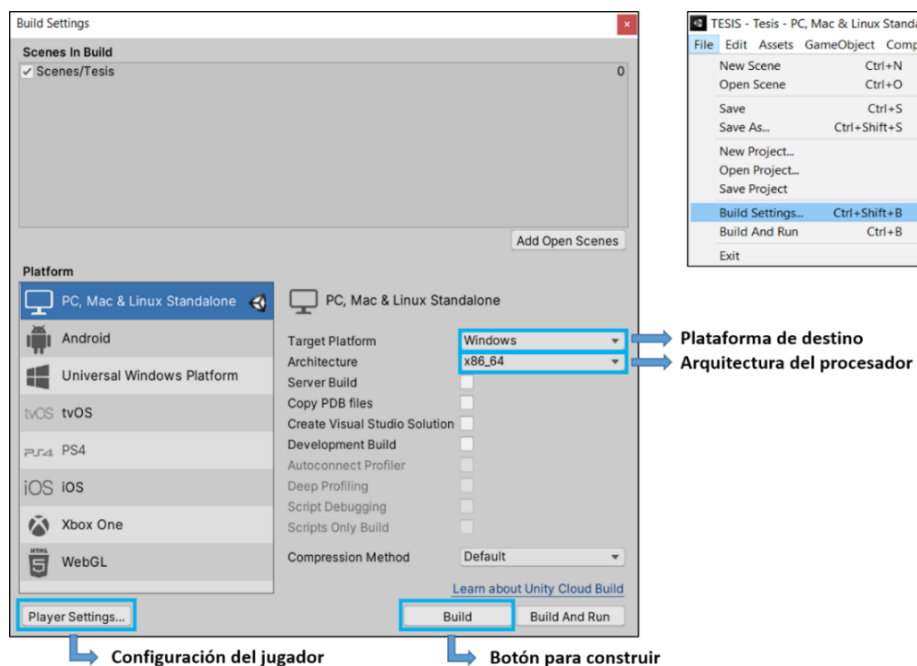 Build Settings
Scenes In Build
Scenes/Tesis 0
Add Open Scenes
Platform
PC, Mac & Linux Standalone
Android
Universal Windows Platform
tvOS tvOS
PS4 PS4
iOS iOS
Xbox One
HTML 5 WebGL
PC, Mac & Linux Standalone
Target Platform Windows
Architecture x86_64
Server Build
Copy PDB files
Create Visual Studio Solution
Development Build
Autoconnect Profiler
Deep Profiling
Script Debugging
Scripts Only Build
Compression Method Default
Learn about Unity Cloud Build
Player Settings... Build Build And Run
Configuración del jugador Botón para construir
Plataforma de destino
Arquitectura del procesador
TESIS - Tesis - PC, Mac & Linux Standa
File Edit Assets GameObject Comp
New Scene Ctrl+N
Open Scene Ctrl+O
Save Ctrl+S
Save As... Ctrl+Shift+S
New Project...
Open Project...
Save Project
Build Settings... Ctrl+Shift+B
Build And Run Ctrl+B
Exit